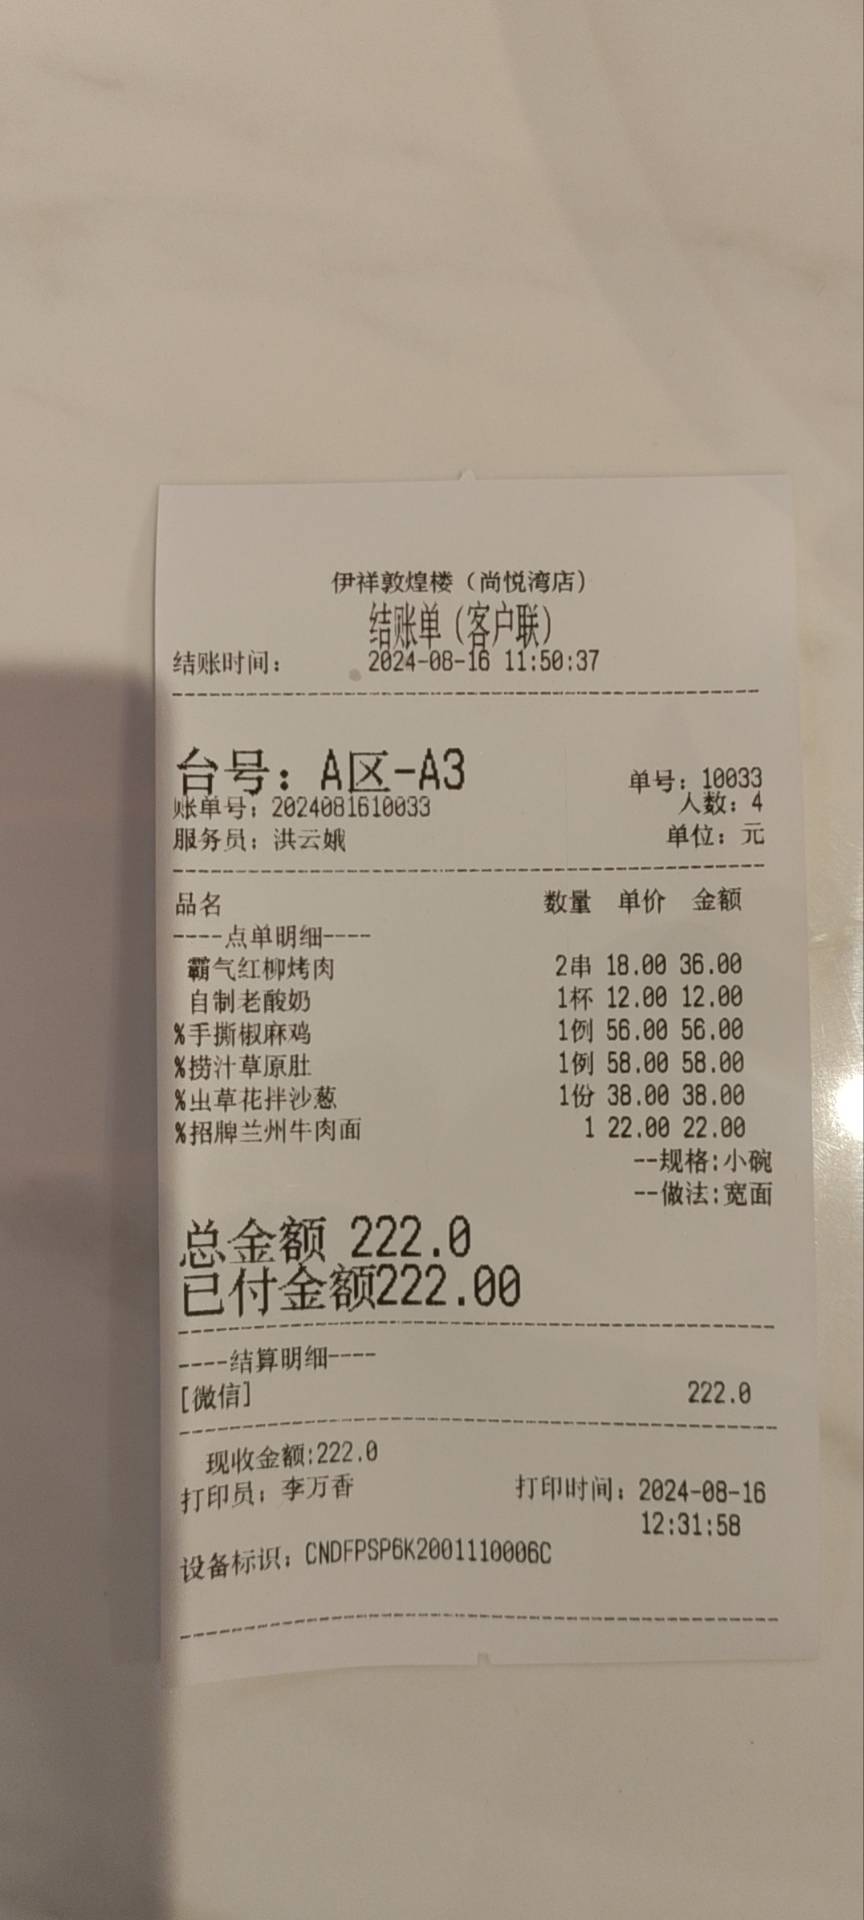 伊祥敦煌楼（尚悦湾店）
结账单（客户联）
结账时间： 2024-08-16 11:50:37
台号：A区-A3 单号：10033
账单号：2024081610033 人数：4
服务员：洪云娥 单位：元
品名 数量 单价 金额
----点单明细----
霸气红柳烤肉 2串 18.00 36.00
自制老酸奶 1杯 12.00 12.00
%手撕椒麻鸡 1例 56.00 56.00
%捞汁草原肚 1例 58.00 58.00
%虫草花拌沙葱 1份 38.00 38.00
%招牌兰州牛肉面 1 22.00 22.00
--规格:小碗
--做法:宽面
总金额 222.0
已付金额222.00
----结算明细----
[微信] 222.0
现收金额:222.0
打印员：李万香 打印时间：2024-08-16
12:31:58
设备标识：CNDFPSP6K2001110006C